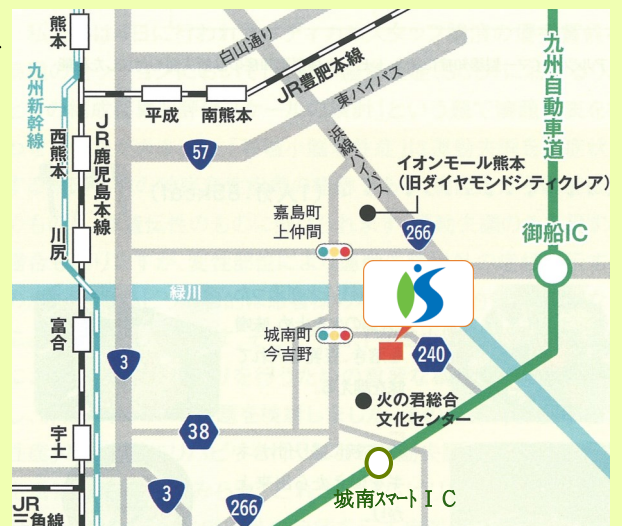 熊本
九州新幹線
西熊本
JR鹿児島本線
川尻
富合
宇土
JR
三角線
平成
南熊本
白山通り
JR豊肥本線
東バイパス
浜線バイパス
57
イオンモール熊本
(旧ダイヤモンドシティクレア)
嘉島町
上仲間
266
九州自動車道
御船IC
緑川
城南町
今吉野
240
3
38
火の君総合
文化センター
3
266
城南スマートIC